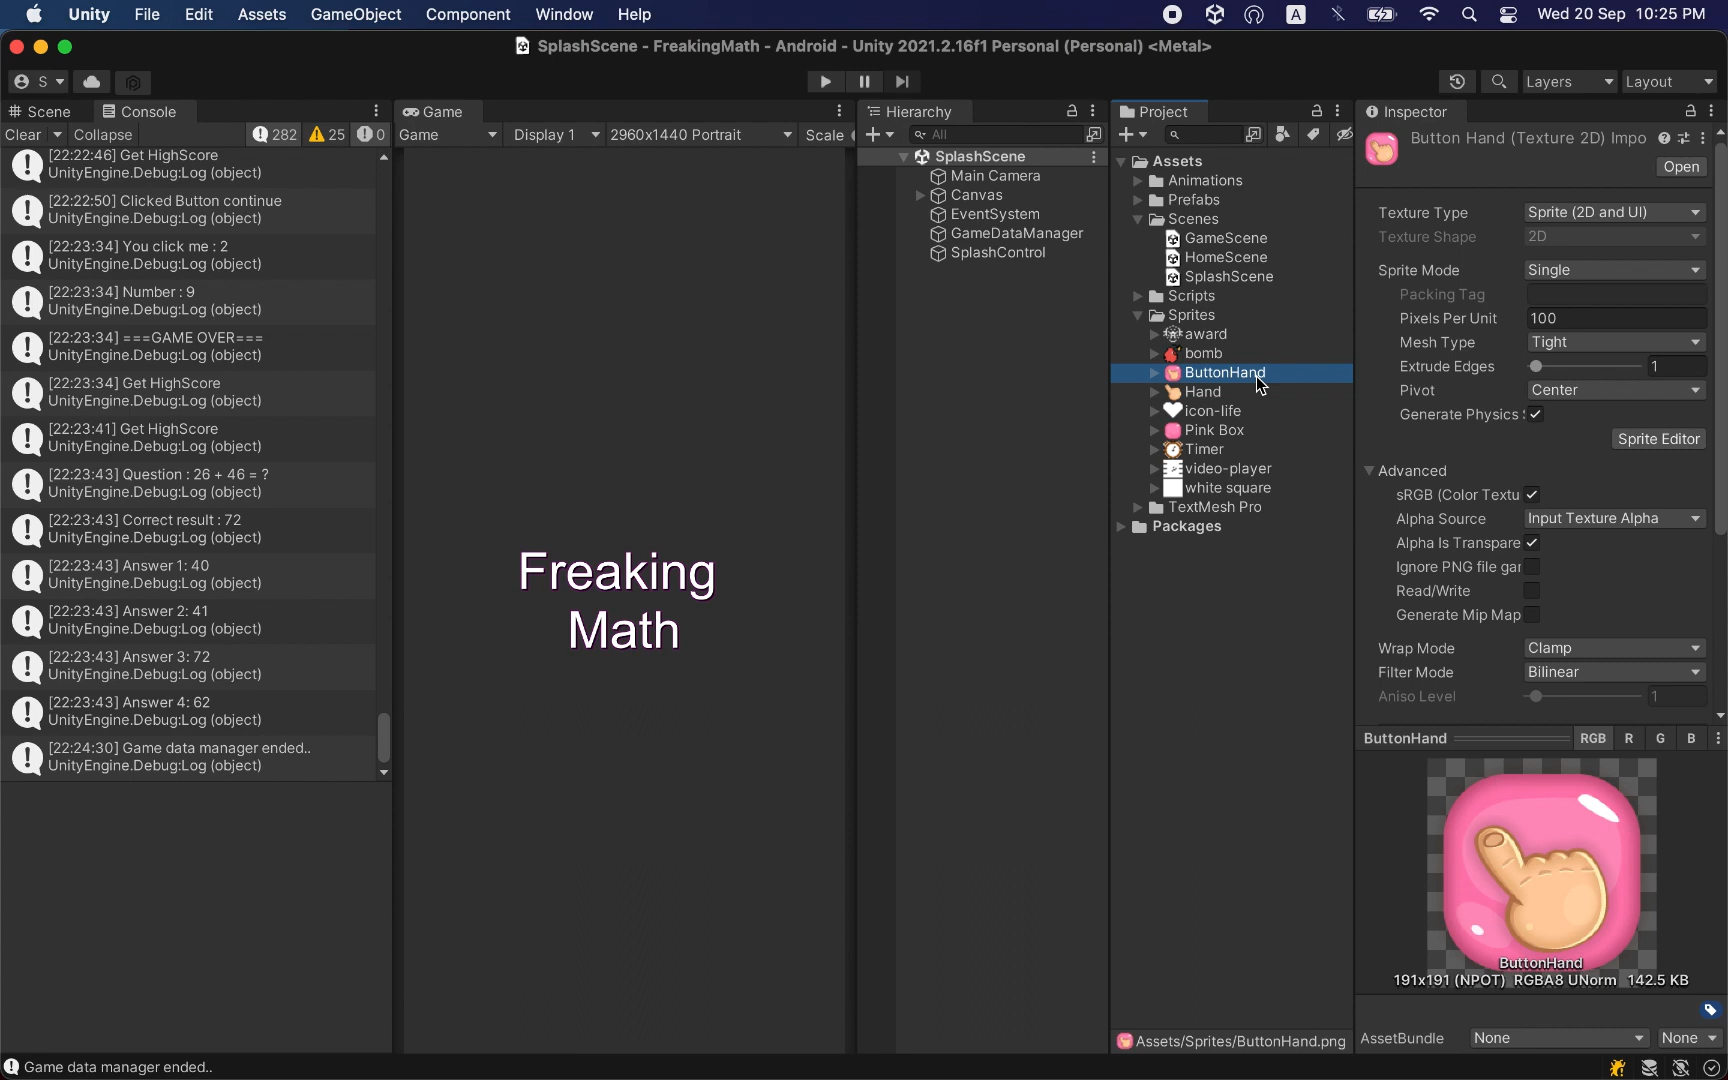 Unity File Edit Assets GameObject Component Window Help A Wed 20 Sep 10:25 PM
SplashScene - FreakingMath - Android - Unity 2021.2.16f1 Personal (Personal) <Metal>
S Layers Layout
Scene Console
Clear Collapse 282 25 0
[22:22:46] Get HighScore
UnityEngine.Debug:Log (object)
[22:22:50] Clicked Button continue
UnityEngine.Debug:Log (object)
[22:23:34] You click me : 2
UnityEngine.Debug:Log (object)
[22:23:34] Number : 9
UnityEngine.Debug:Log (object)
[22:23:34] ===GAME OVER===
UnityEngine.Debug:Log (object)
[22:23:34] Get HighScore
UnityEngine.Debug:Log (object)
[22:23:41] Get HighScore
UnityEngine.Debug:Log (object)
[22:23:43] Question : 26 + 46 = ?
UnityEngine.Debug:Log (object)
[22:23:43] Correct result : 72
UnityEngine.Debug:Log (object)
[22:23:43] Answer 1: 40
UnityEngine.Debug:Log (object)
[22:23:43] Answer 2: 41
UnityEngine.Debug:Log (object)
[22:23:43] Answer 3: 72
UnityEngine.Debug:Log (object)
[22:23:43] Answer 4: 62
UnityEngine.Debug:Log (object)
[22:24:30] Game data manager ended..
UnityEngine.Debug:Log (object)
Game data manager ended..
Game
Game Display 1 2960x1440 Portrait Scale
Freaking
Math
Hierarchy
All
SplashScene
Main Camera
Canvas
EventSystem
GameDataManager
SplashControl
Project
Assets
Animations
Prefabs
Scenes
GameScene
HomeScene
SplashScene
Scripts
Sprites
award
bomb
ButtonHand
Hand
icon-life
Pink Box
Timer
video-player
white square
TextMesh Pro
Packages
Assets/Sprites/ButtonHand.png
Inspector
Button Hand (Texture 2D) Impo
Open
Texture Type Sprite (2D and UI)
Texture Shape 2D
Sprite Mode Single
Packing Tag
Pixels Per Unit 100
Mesh Type Tight
Extrude Edges 1
Pivot Center
Generate Physics
Sprite Editor
Advanced
sRGB (Color Textu
Alpha Source Input Texture Alpha
Alpha Is Transpare
Ignore PNG file gar
Read/Write
Generate Mip Map
Wrap Mode Clamp
Filter Mode Bilinear
Aniso Level 1
ButtonHand RGB R G B
ButtonHand
191x191 (NPOT) RGBA8 UNorm 142.5 KB
AssetBundle None None